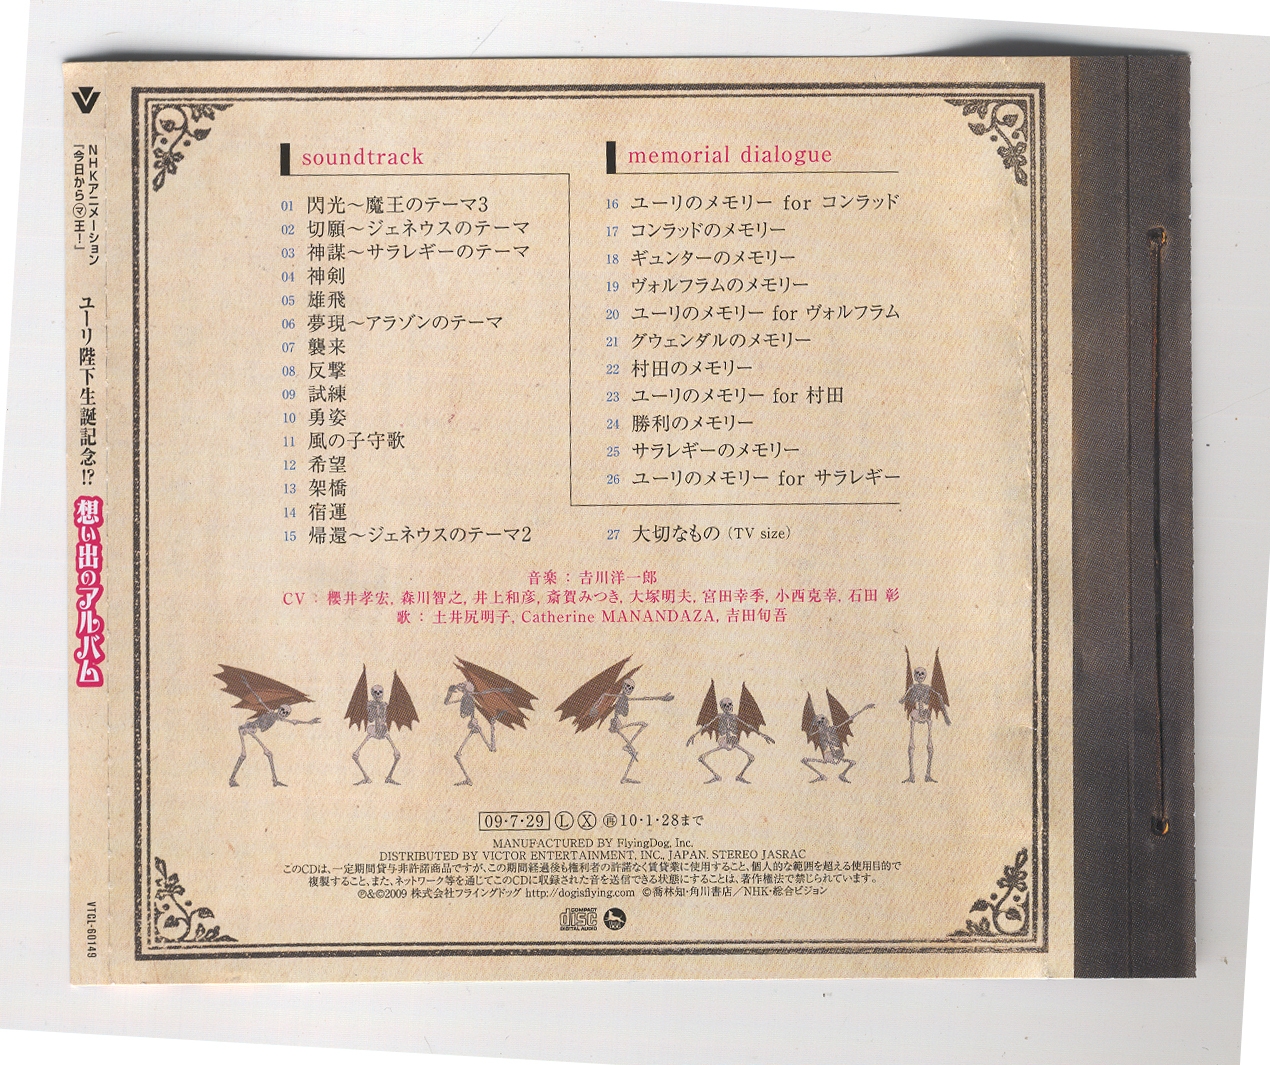 NHKアニメーション
「今日から㋮王!」
ユーリ陛下生誕記念!?
想い出のアルバム
VTCL-60149
soundtrack
01 閃光～魔王のテーマ3
02 切願～ジェネウスのテーマ
03 神謀～サラレギーのテーマ
04 神剣
05 雄飛
06 夢現～アラゾンのテーマ
07 襲来
08 反撃
09 試練
10 勇姿
11 風の子守歌
12 希望
13 架橋
14 宿運
15 帰還～ジェネウスのテーマ2
memorial dialogue
16 ユーリのメモリー for コンラッド
17 コンラッドのメモリー
18 ギュンターのメモリー
19 ヴォルフラムのメモリー
20 ユーリのメモリー for ヴォルフラム
21 グウェンダルのメモリー
22 村田のメモリー
23 ユーリのメモリー for 村田
24 勝利のメモリー
25 サラレギーのメモリー
26 ユーリのメモリー for サラレギー
27 大切なもの (TV size)
音楽 : 吉川洋一郎
CV : 櫻井孝宏, 森川智之, 井上和彦, 斎賀みつき, 大塚明夫, 宮田幸季, 小西克幸, 石田 彰
歌 : 土井尻明子, Catherine MANANDAZA, 吉田旬吾
09・7・29 Ⓛ Ⓧ ㊢10・1・28まで
MANUFACTURED BY FlyingDog, Inc.
DISTRIBUTED BY VICTOR ENTERTAINMENT, INC., JAPAN. STEREO JASRAC
このCDは、一定期間貸与非許諾商品ですが、この期間経過後も権利者の許諾なく賃貸業に使用すること、個人的な範囲を超える使用目的で
複製すること、また、ネットワーク等を通じてこのCDに収録された音を送信できる状態にすることは、著作権法で禁じられています。
℗&©2009 株式会社フライングドッグ http://dogisflying.com ©喬林知・角川書店／NHK・総合ビジョン
COMPACT
disc
DIGITAL AUDIO